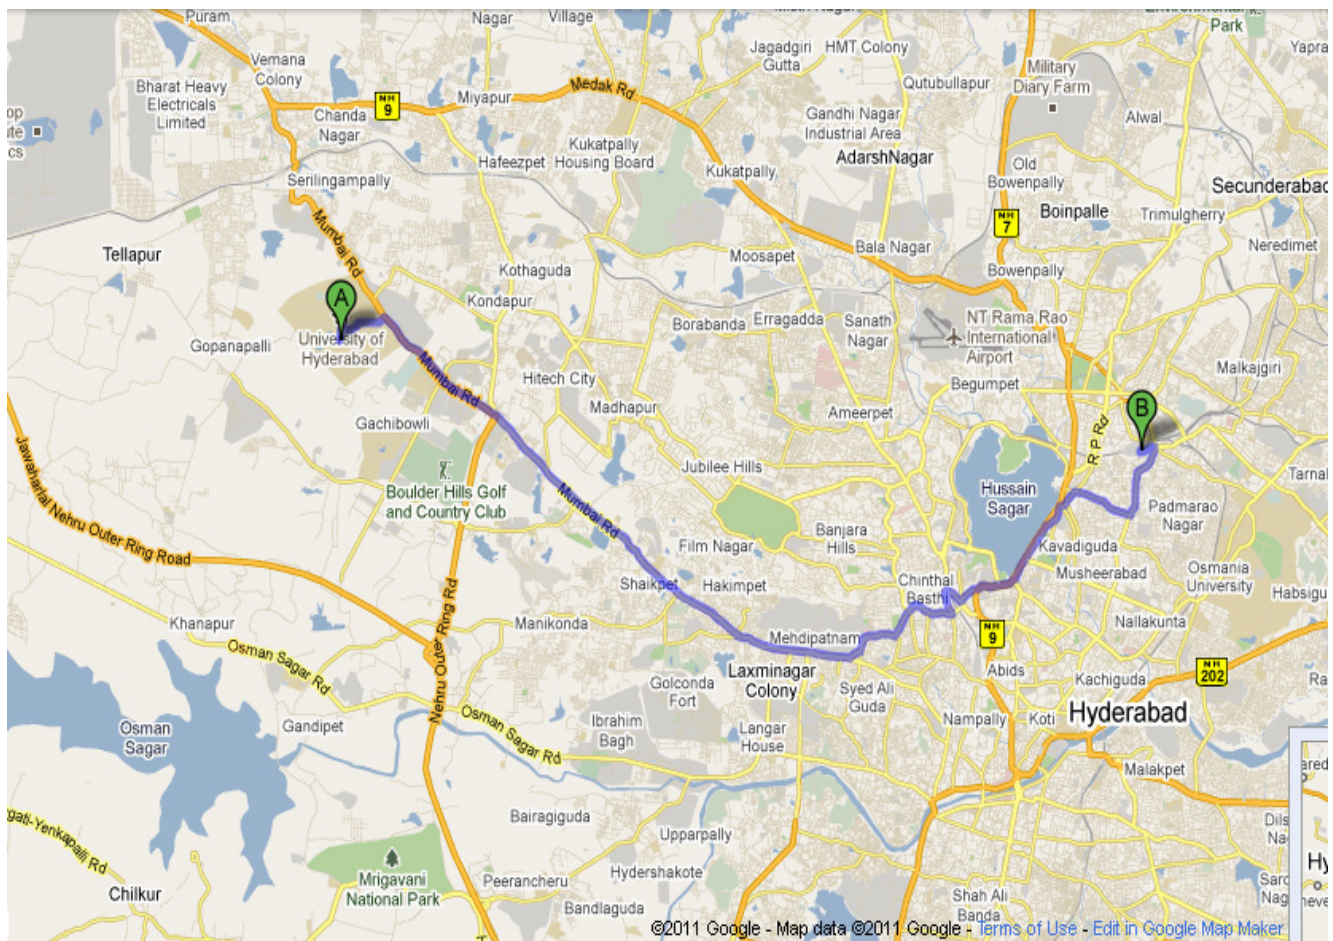 Puram
Nagar
Village
Environmental
Park
Jagadgiri
Gutta
HMT Colony
Yapra
Vemana
Colony
Bharat Heavy
Electricals
Limited
Medak Rd
Qutubullapur
Military
Diary Farm
NH
9
Miyapur
Chanda
Nagar
Gandhi Nagar
Industrial Area
Alwal
Kukatpally
Housing Board
Hafeezpet
AdarshNagar
Kukatpally
Old
Bowenpally
Serilingampally
Secunderabad
Boinpalle
Trimulgherry
NH
7
Mumbai Rd
Tellapur
Bala Nagar
Neredimet
Moosapet
Kothaguda
Bowenpally
A
Kondapur
NT Rama Rao
International
Airport
Borabanda
Erragadda
Sanath
Nagar
University of
Hyderabad
Gopanapalli
Malkajgiri
Hitech City
Mumbai Rd
Begumpet
Madhapur
Ameerpet
B
R P Rd
Gachibowli
Jawaharlal Nehru Outer Ring Road
Jubilee Hills
Tarnal
Boulder Hills Golf
and Country Club
Hussain
Sagar
Mumbai Rd
Padmarao
Nagar
Banjara
Hills
Film Nagar
Kavadiguda
Shaikpet
Hakimpet
Chinthal
Basthi
Musheerabad
Osmania
University
Habsigu
Nehru Outer Ring Rd
Khanapur
Manikonda
Mehdipatnam
Nallakunta
NH
9
Osman Sagar Rd
Laxminagar
Colony
Abids
Kachiguda
NH
202
Golconda
Fort
Syed Ali
Guda
Osman
Sagar
Gandipet
Osman Sagar Rd
Ibrahim
Bagh
Langar
House
Nampally
Koti
Hyderabad
Malakpet
Bairagiguda
Upparpally
rgati-Yenkapalli Rd
Dils
Chilkur
Mrigavani
National Park
Peerancheru
Hydershakote
Bandlaguda
Shah Ali
Banda
Hy
©2011 Google - Map data ©2011 Google - Terms of Use - Edit in Google Map Maker